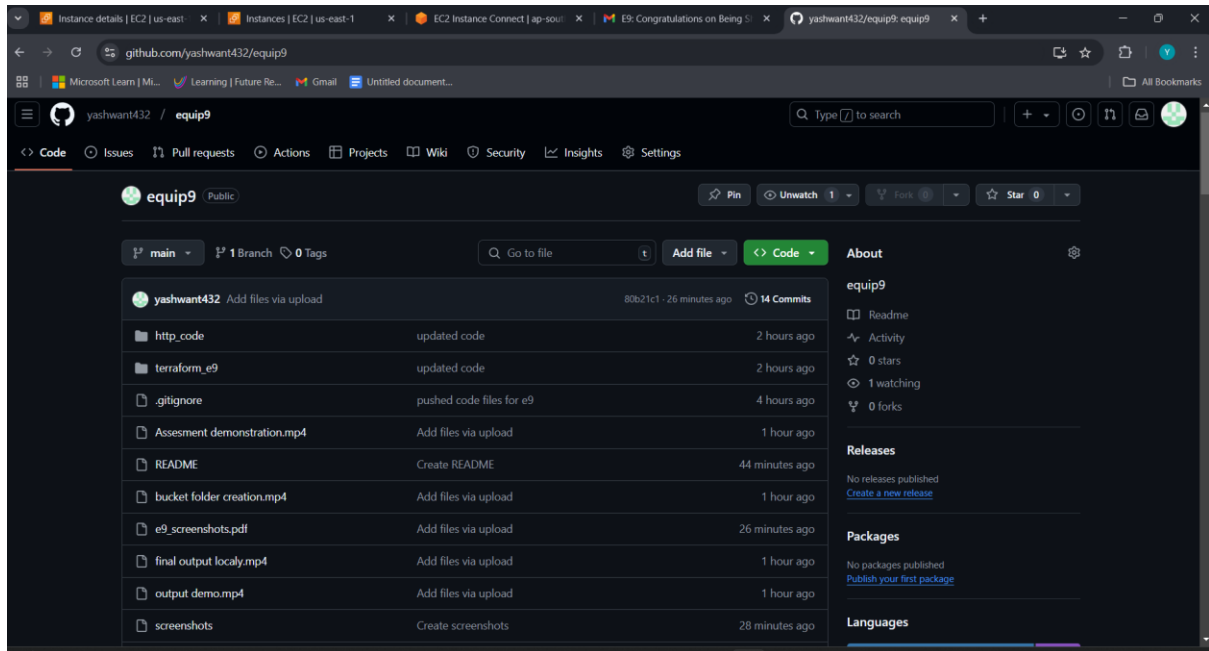 Instance details | EC2 | us-east- Instances | EC2 | us-east-1 EC2 Instance Connect | ap-sout E9: Congratulations on Being S yashwant432/equip9: equip9
github.com/yashwant432/equip9 Y
Microsoft Learn | Mi... Learning | Future Re... Gmail Untitled document... All Bookmarks
yashwant432 / equip9 Type / to search
Code Issues Pull requests Actions Projects Wiki Security Insights Settings
equip9 Public Pin Unwatch 1 Fork 0 Star 0
main 1 Branch 0 Tags Go to file t Add file Code
About
equip9
Readme
Activity
0 stars
1 watching
0 forks
Releases
No releases published
Create a new release
Packages
No packages published
Publish your first package
Languages
yashwant432 Add files via upload 80b21c1 · 26 minutes ago 14 Commits
http_code updated code 2 hours ago
terraform_e9 updated code 2 hours ago
.gitignore pushed code files for e9 4 hours ago
Assesment demonstration.mp4 Add files via upload 1 hour ago
README Create README 44 minutes ago
bucket folder creation.mp4 Add files via upload 1 hour ago
e9_screenshots.pdf Add files via upload 26 minutes ago
final output localy.mp4 Add files via upload 1 hour ago
output demo.mp4 Add files via upload 1 hour ago
screenshots Create screenshots 28 minutes ago